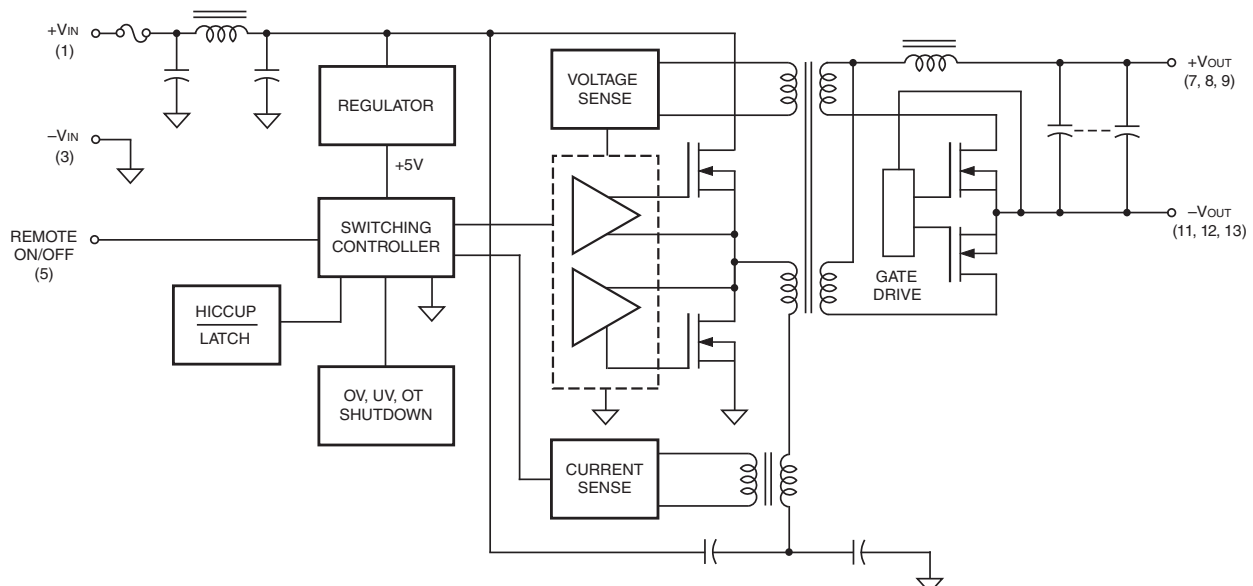 +VIN
(1)
–VIN
(3)
REMOTE
ON/OFF
(5)
REGULATOR
+5V
SWITCHING
CONTROLLER
HICCUP
LATCH
OV, UV, OT
SHUTDOWN
VOLTAGE
SENSE
CURRENT
SENSE
GATE
DRIVE
+VOUT
(7, 8, 9)
–VOUT
(11, 12, 13)